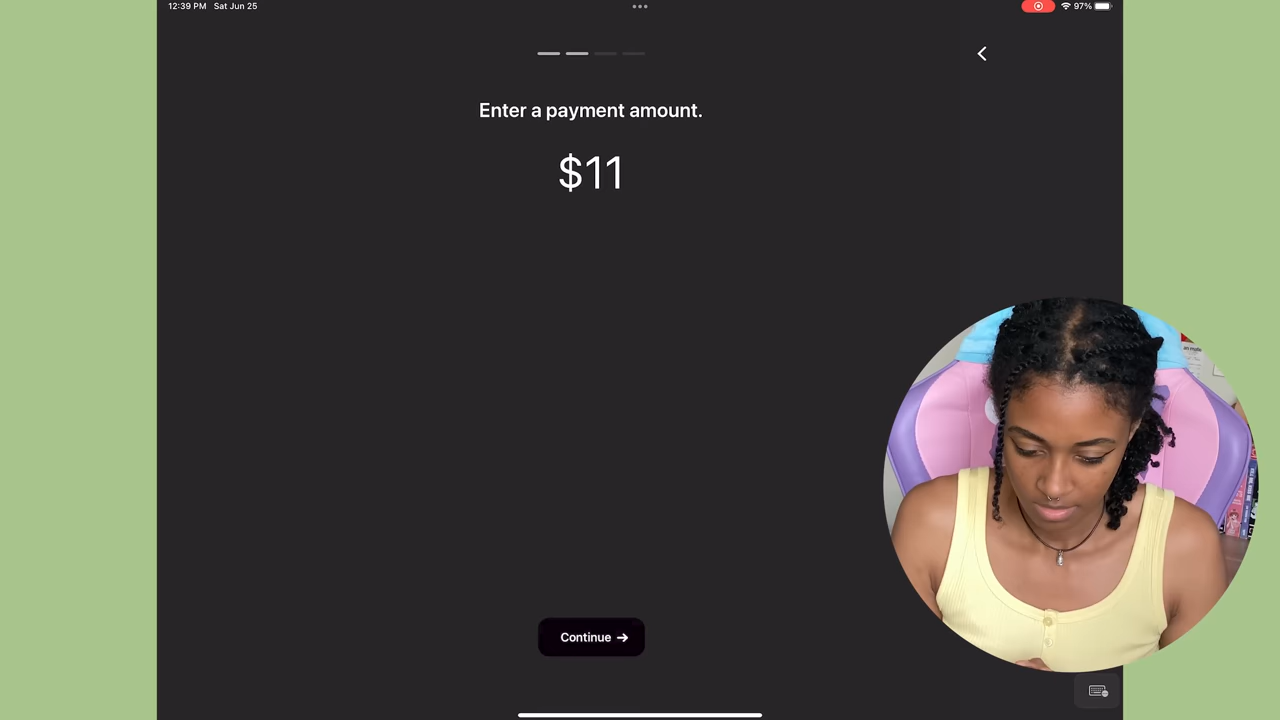 12:39 PM Sat Jun 25
97%
Enter a payment amount.
$11
Continue →